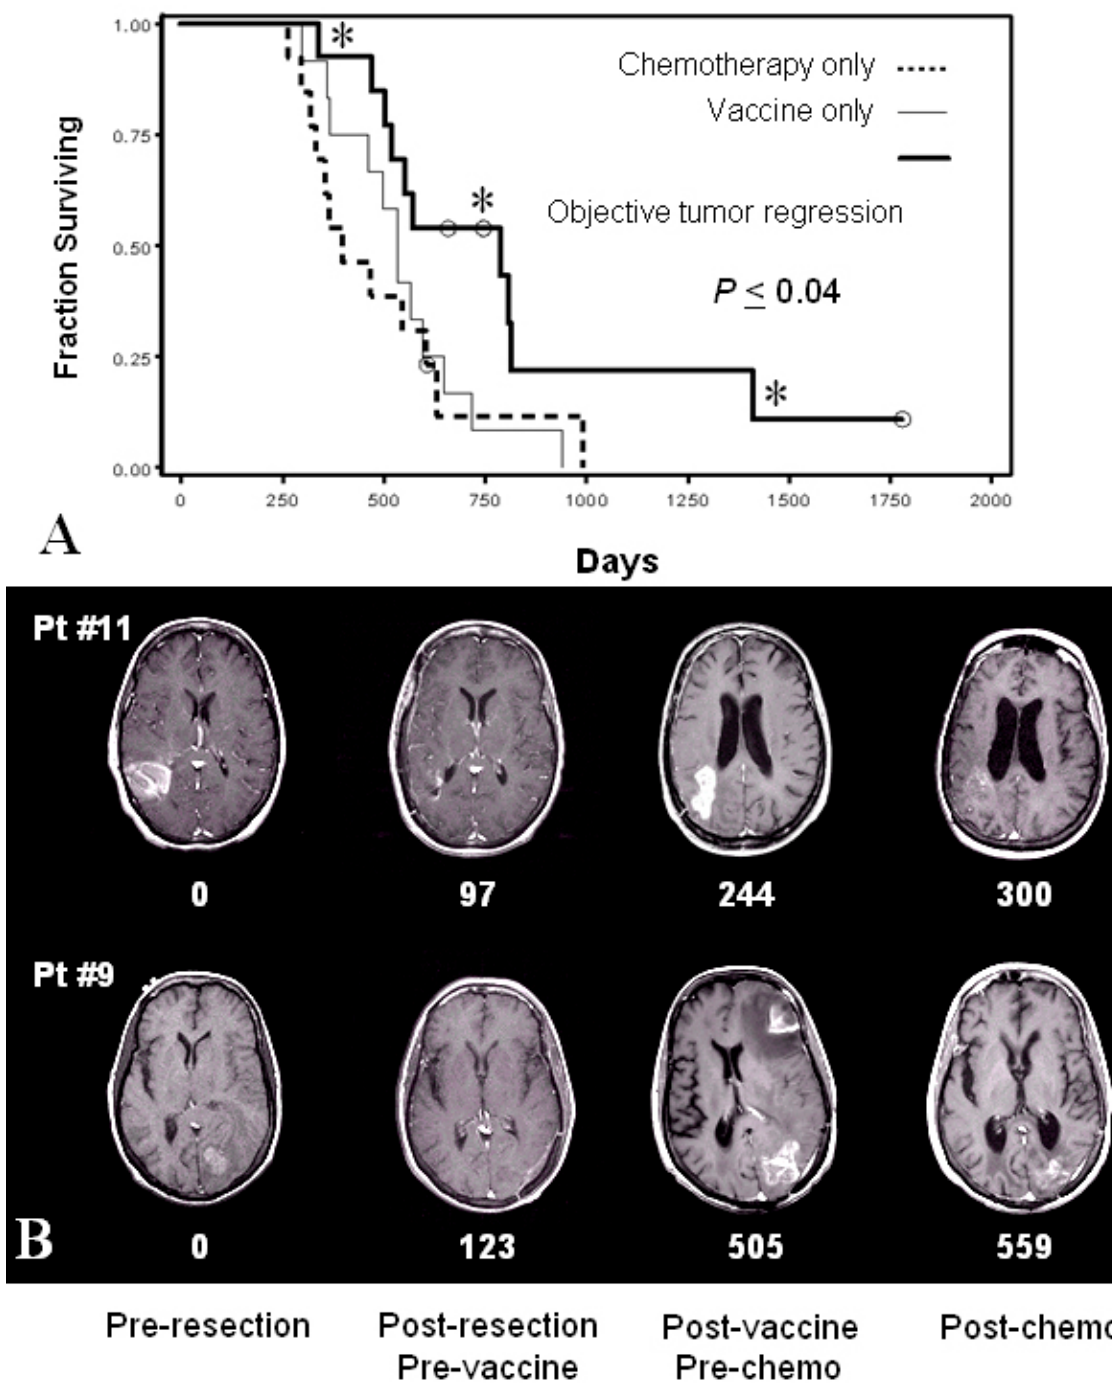 1.00
0.75
0.50
0.25
0.00
Fraction Surviving
Chemotherapy only
Vaccine only
*
*
Objective tumor regression
P ≤ 0.04
*
0 250 500 750 1000 1250 1500 1750 2000
A
Days
Pt #11
0 97 244 300
Pt #9
B
0 123 505 559
Pre-resection Post-resection Post-vaccine Post-chemo
Pre-vaccine Pre-chemo